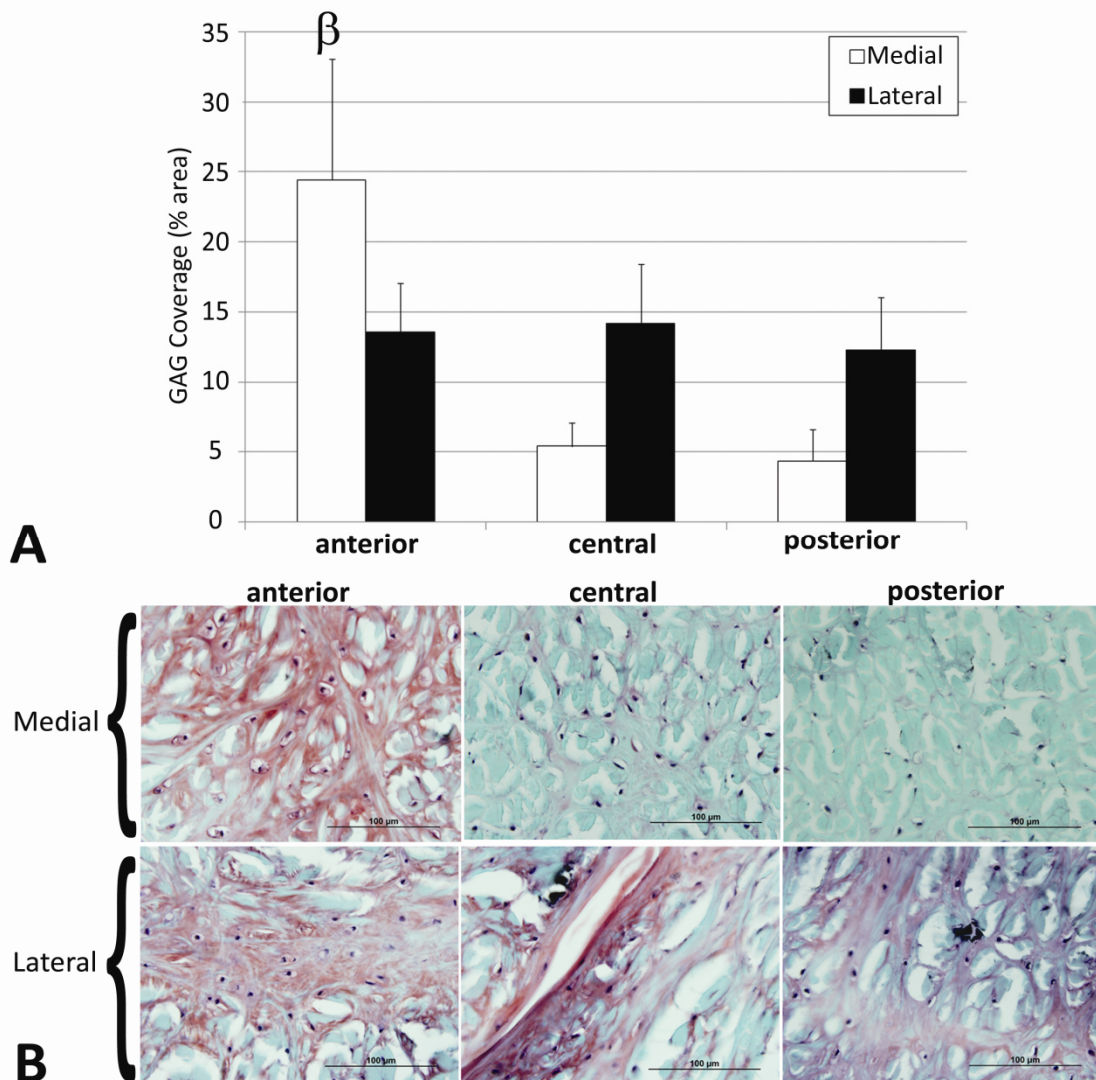 β
35
30
25
20
15
10
5
0
GAG Coverage (% area)
Medial
Lateral
anterior central posterior
A
anterior central posterior
Medial
100 µm 100 µm 100 µm
Lateral
100 µm 100 µm 100 µm
B